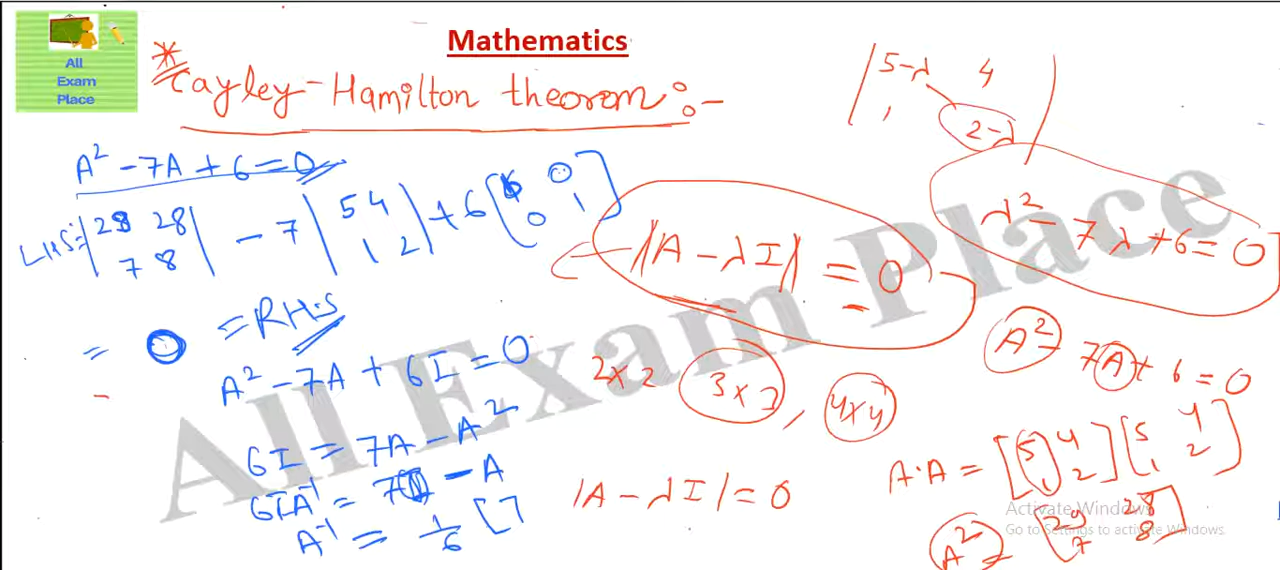 All
Exam
Place
Mathematics
* Cayley-Hamilton theorem:-
|5-λ 4|
|1 2-λ|
A² - 7A + 6 = 0
LHS = |28 28| - 7 |5 4| + 6 [6 0]
|7 8| |1 2| [0 1]
= 0 = RHS
A² - 7A + 6I = 0
6I = 7A - A²
6IA⁻¹ = 7 - A
A⁻¹ = 1/6 [7
|A - λI| = 0
λ² - 7λ + 6 = 0
A² - 7A + 6 = 0
2×2 3×3, 4×4
|A - λI| = 0
A·A = [5 4] [5 4]
[1 2] [1 2]
A² = [29 28]
[7 8]
All Exam Place
Activate Windows
Go to Settings to activate Windows.